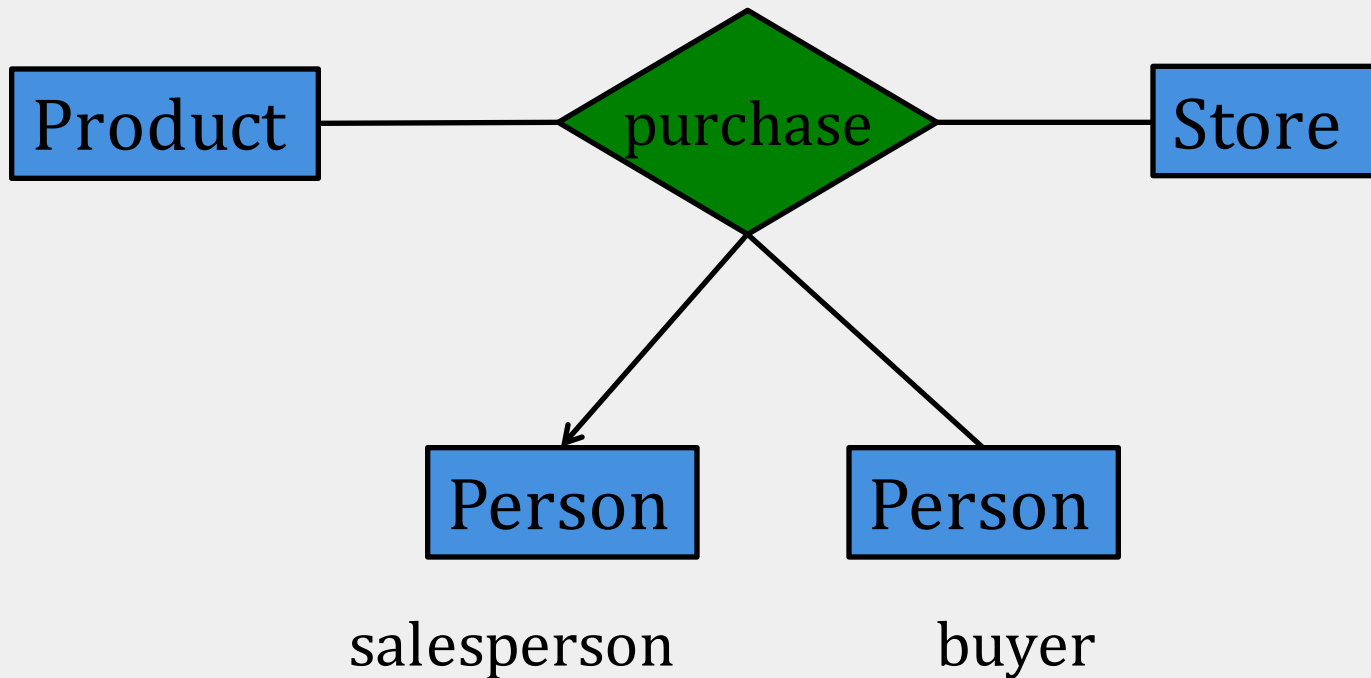 Product
purchase
Store
Person
Person
salesperson
buyer